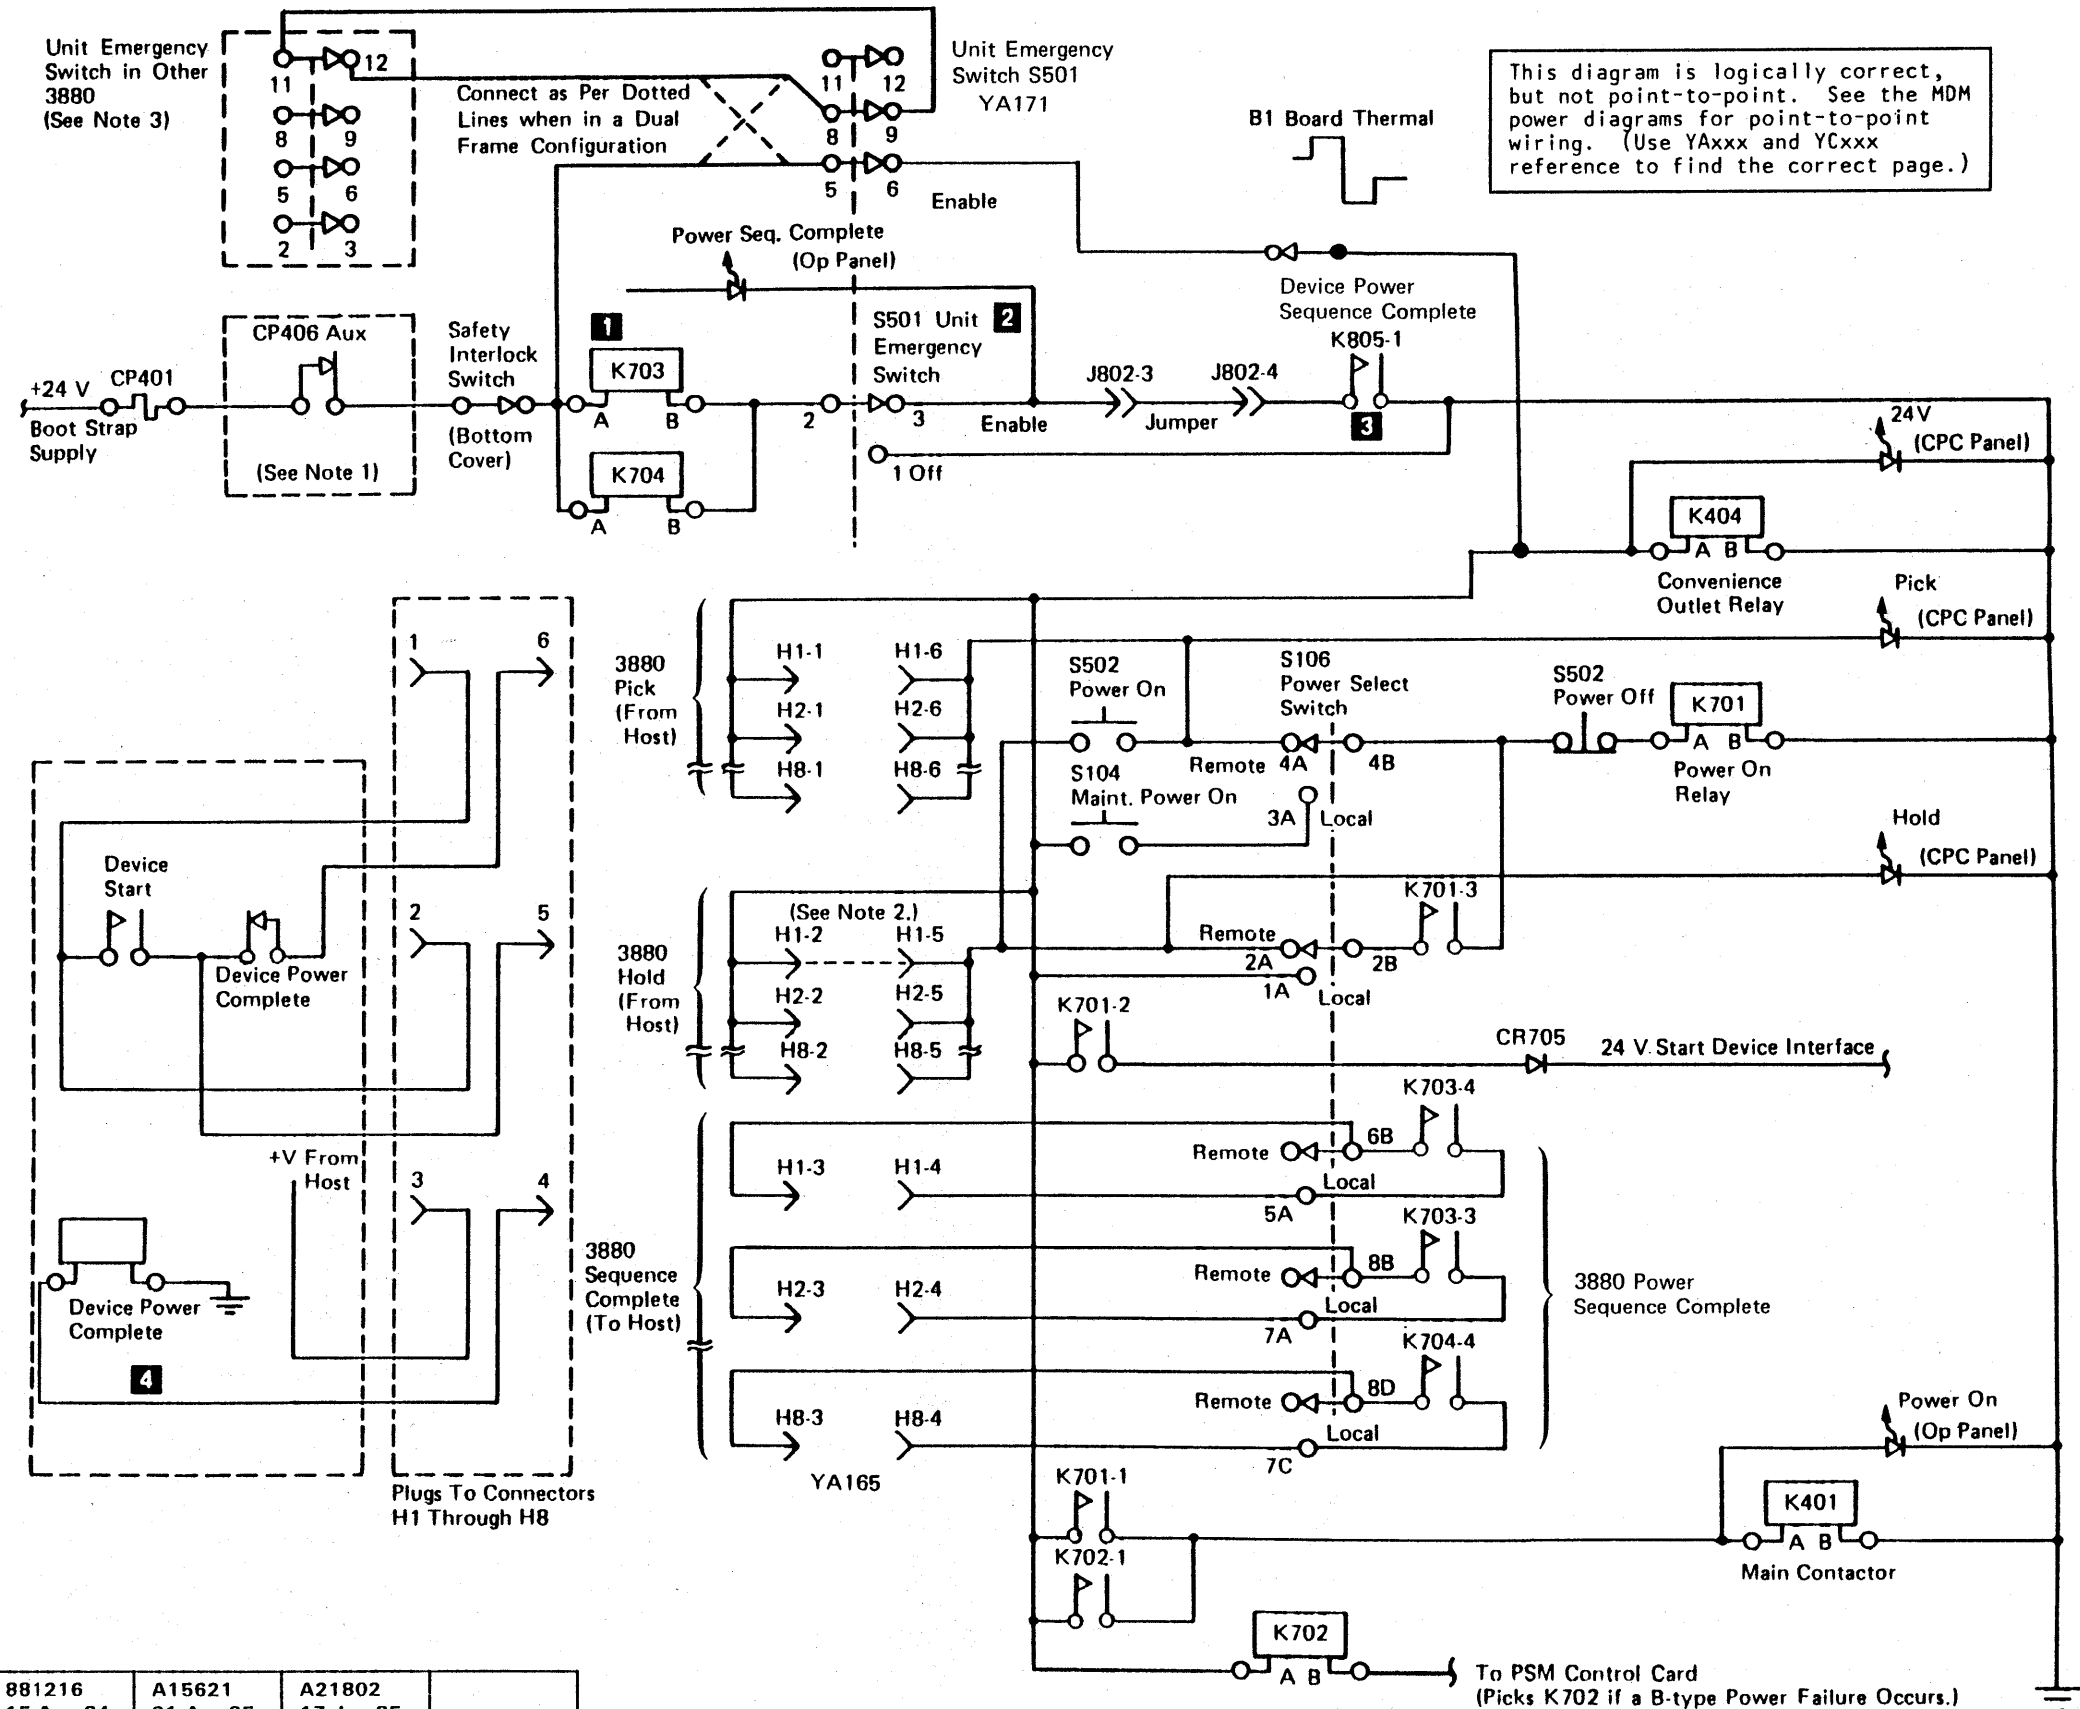 Unit Emergency
Switch in Other
3880
(See Note 3)
11
12
8
9
5
6
2
3
Connect as Per Dotted
Lines when in a Dual
Frame Configuration
11
12
8
9
5
6
Unit Emergency
Switch S501
YA171
Enable
B1 Board Thermal
This diagram is logically correct,
but not point-to-point. See the MDM
power diagrams for point-to-point
wiring. (Use YAxxx and YCxxx
reference to find the correct page.)
Power Seq. Complete
(Op Panel)
+24 V
Boot Strap
Supply
CP401
CP406 Aux
(See Note 1)
Safety
Interlock
Switch
(Bottom
Cover)
1
K703
A
B
K704
A
B
S501 Unit
Emergency
Switch
2
2
3
Enable
1 Off
J802-3
Jumper
J802-4
Device Power
Sequence Complete
K805-1
3
24V
(CPC Panel)
K404
A B
Convenience
Outlet Relay
Pick
(CPC Panel)
1
6
3880
Pick
(From
Host)
H1-1
H1-6
H2-1
H2-6
H8-1
H8-6
S502
Power On
S106
Power Select
Switch
Remote 4A
4B
S104
Maint. Power On
3A
Local
S502
Power Off
K701
A B
Power On
Relay
Hold
(CPC Panel)
Device
Start
Device Power
Complete
2
5
3880
Hold
(From
Host)
(See Note 2.)
H1-2
H1-5
H2-2
H2-5
H8-2
H8-5
Remote
2A
2B
K701-3
1A
Local
K701-2
CR705
24 V Start Device Interface
+V From
Host
3
4
Device Power
Complete
4
Plugs To Connectors
H1 Through H8
3880
Sequence
Complete
(To Host)
H1-3
H1-4
H2-3
H2-4
H8-3
H8-4
YA165
K703-4
Remote
6B
Local
5A
K703-3
Remote
8B
Local
7A
K704-4
Remote
8D
Local
7C
3880 Power
Sequence Complete
Power On
(Op Panel)
K701-1
K702-1
K401
A B
Main Contactor
K702
A B
To PSM Control Card
(Picks K702 if a B-type Power Failure Occurs.)
881216
A15621
A21802